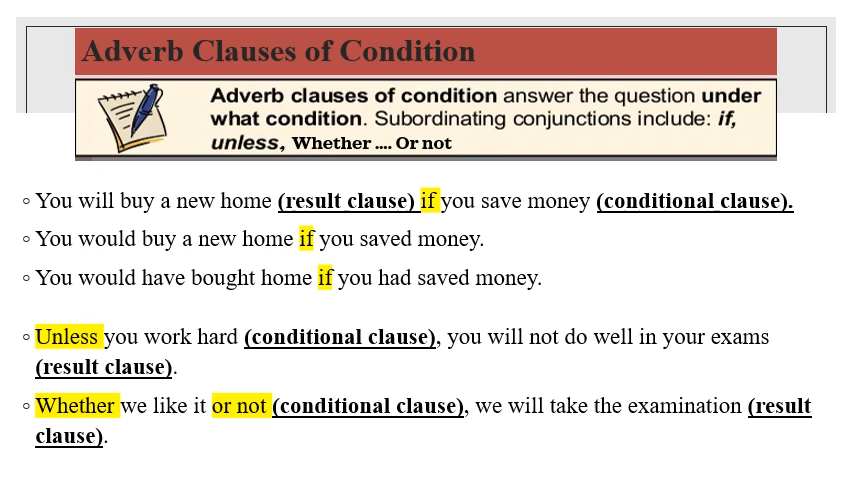 Adverb Clauses of Condition
Adverb clauses of condition answer the question under
what condition. Subordinating conjunctions include: if,
unless, Whether .... Or not
◦ You will buy a new home (result clause) if you save money (conditional clause).
◦ You would buy a new home if you saved money.
◦ You would have bought home if you had saved money.
◦ Unless you work hard (conditional clause), you will not do well in your exams
(result clause).
◦ Whether we like it or not (conditional clause), we will take the examination (result
clause).